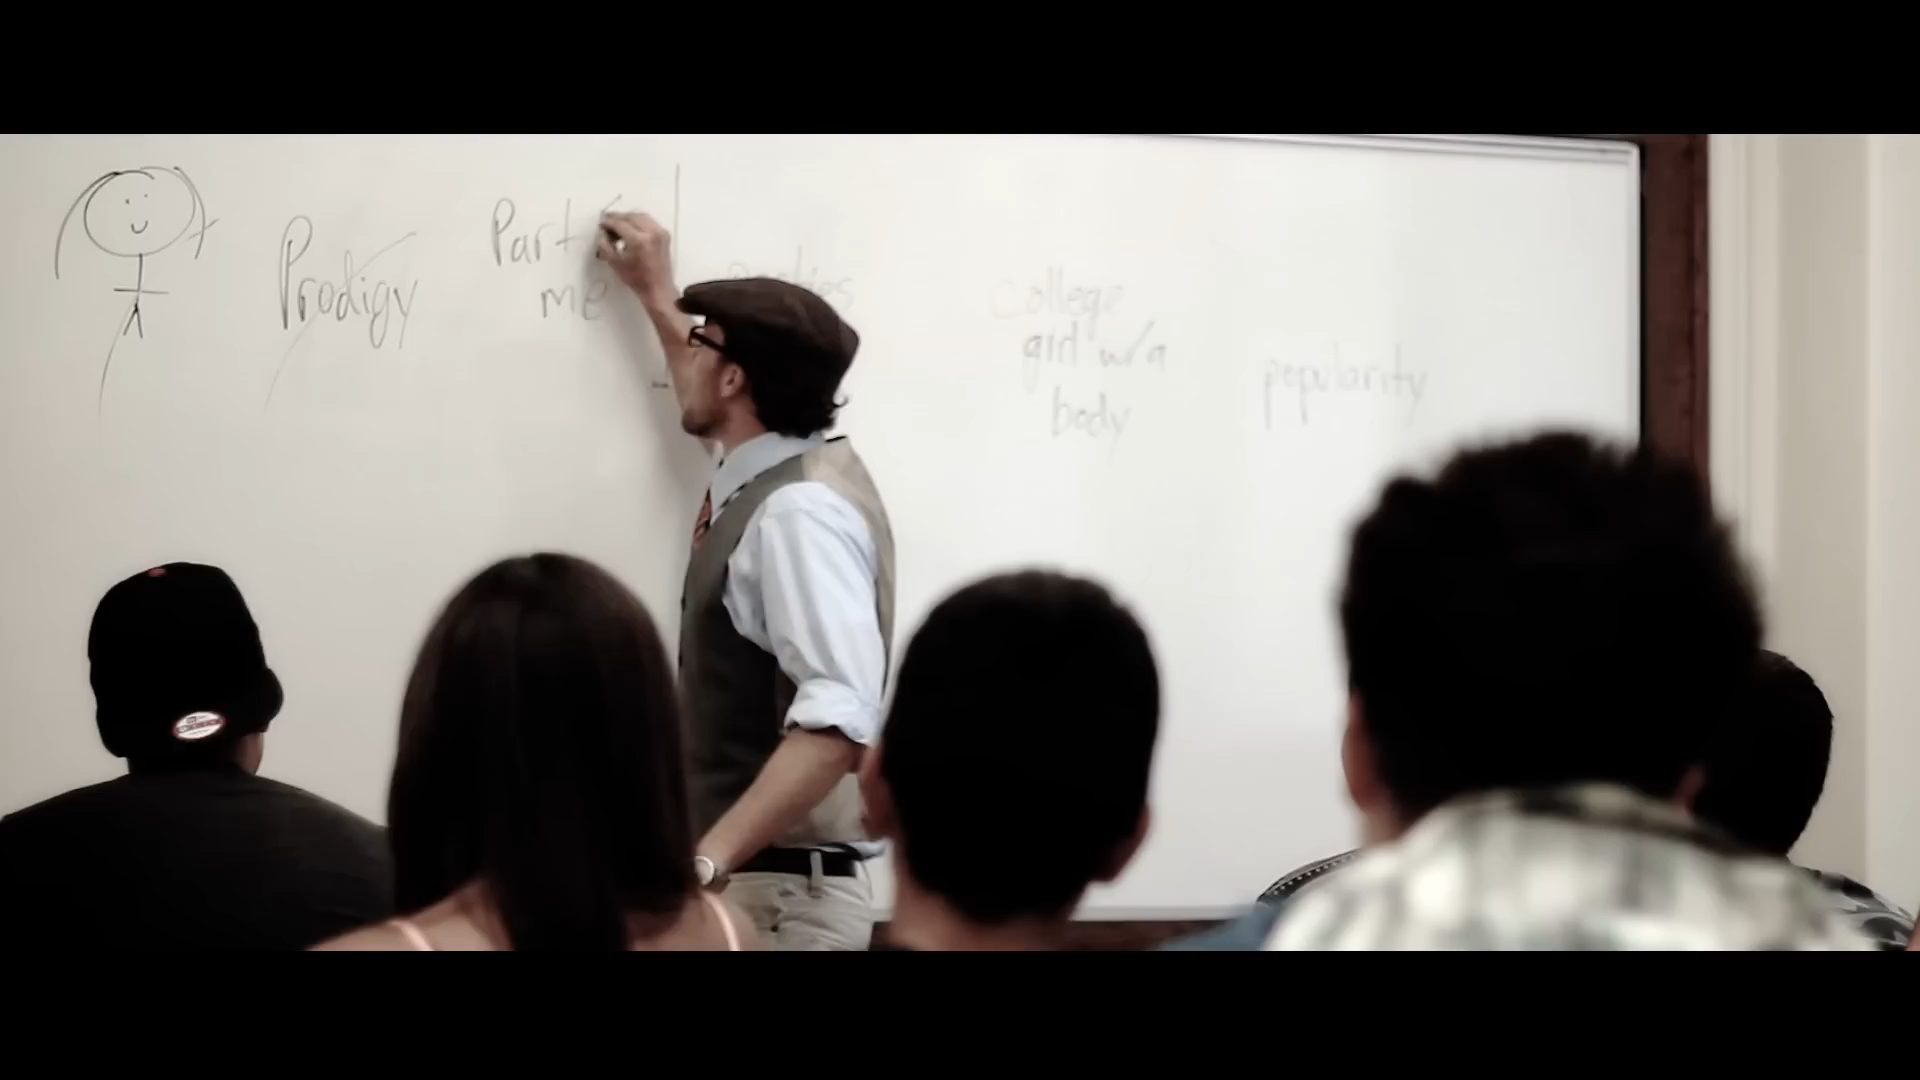 Prodigy
Part
me
college
girl w/a
body
popularity